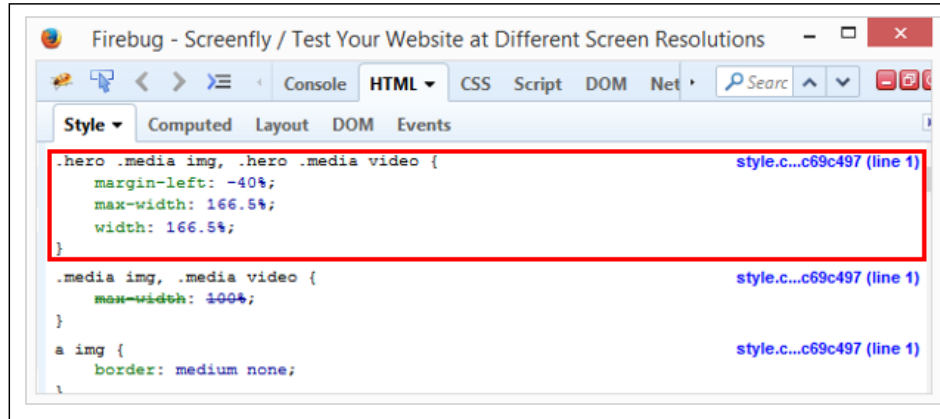 Firebug - Screenfly / Test Your Website at Different Screen Resolutions
Console HTML CSS Script DOM Net Searc
Style Computed Layout DOM Events
.hero .media img, .hero .media video { style.c...c69c497 (line 1)
margin-left: -40%;
max-width: 166.5%;
width: 166.5%;
}
.media img, .media video { style.c...c69c497 (line 1)
max-width: 100%;
}
a img { style.c...c69c497 (line 1)
border: medium none;
}